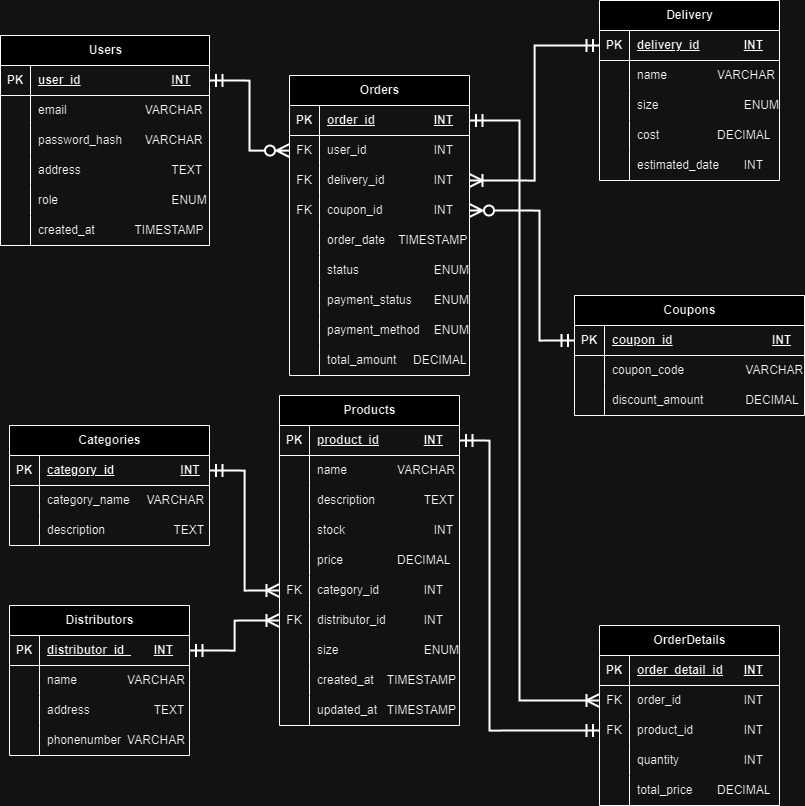 Delivery
PK delivery_id INT
name VARCHAR
size ENUM
cost DECIMAL
estimated_date INT
Users
PK user_id INT
email VARCHAR
password_hash VARCHAR
address TEXT
role ENUM
created_at TIMESTAMP
Orders
PK order_id INT
FK user_id INT
FK delivery_id INT
FK coupon_id INT
order_date TIMESTAMP
status ENUM
payment_status ENUM
payment_method ENUM
total_amount DECIMAL
Coupons
PK coupon_id INT
coupon_code VARCHAR
discount_amount DECIMAL
Products
PK product_id INT
name VARCHAR
description TEXT
stock INT
price DECIMAL
FK category_id INT
FK distributor_id INT
size ENUM
created_at TIMESTAMP
updated_at TIMESTAMP
Categories
PK category_id INT
category_name VARCHAR
description TEXT
Distributors
PK distributor_id INT
name VARCHAR
address TEXT
phonenumber VARCHAR
OrderDetails
PK order_detail_id INT
FK order_id INT
FK product_id INT
quantity INT
total_price DECIMAL